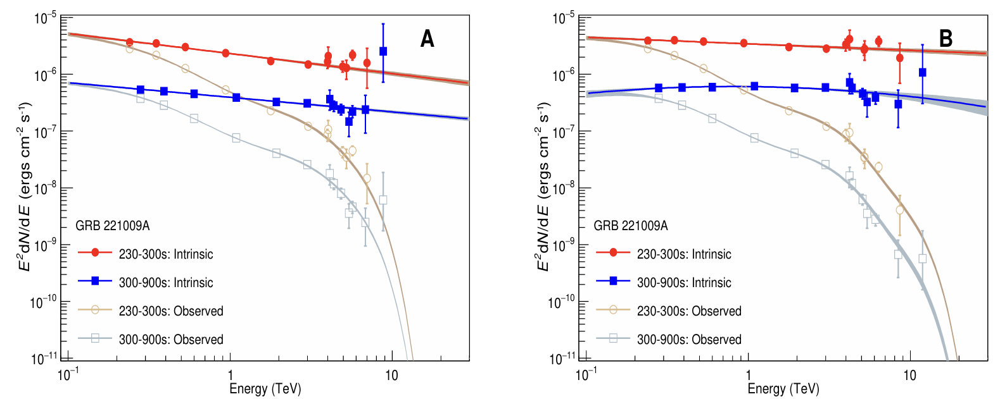 A
10⁻⁵
10⁻⁶
10⁻⁷
10⁻⁸
10⁻⁹
10⁻¹⁰
10⁻¹¹
E²dN/dE (ergs cm⁻² s⁻¹)
GRB 221009A
230-300s: Intrinsic
300-900s: Intrinsic
230-300s: Observed
300-900s: Observed
10⁻¹ 1 10
Energy (TeV)
B
10⁻⁵
10⁻⁶
10⁻⁷
10⁻⁸
10⁻⁹
10⁻¹⁰
10⁻¹¹
E²dN/dE (ergs cm⁻² s⁻¹)
GRB 221009A
230-300s: Intrinsic
300-900s: Intrinsic
230-300s: Observed
300-900s: Observed
10⁻¹ 1 10
Energy (TeV)